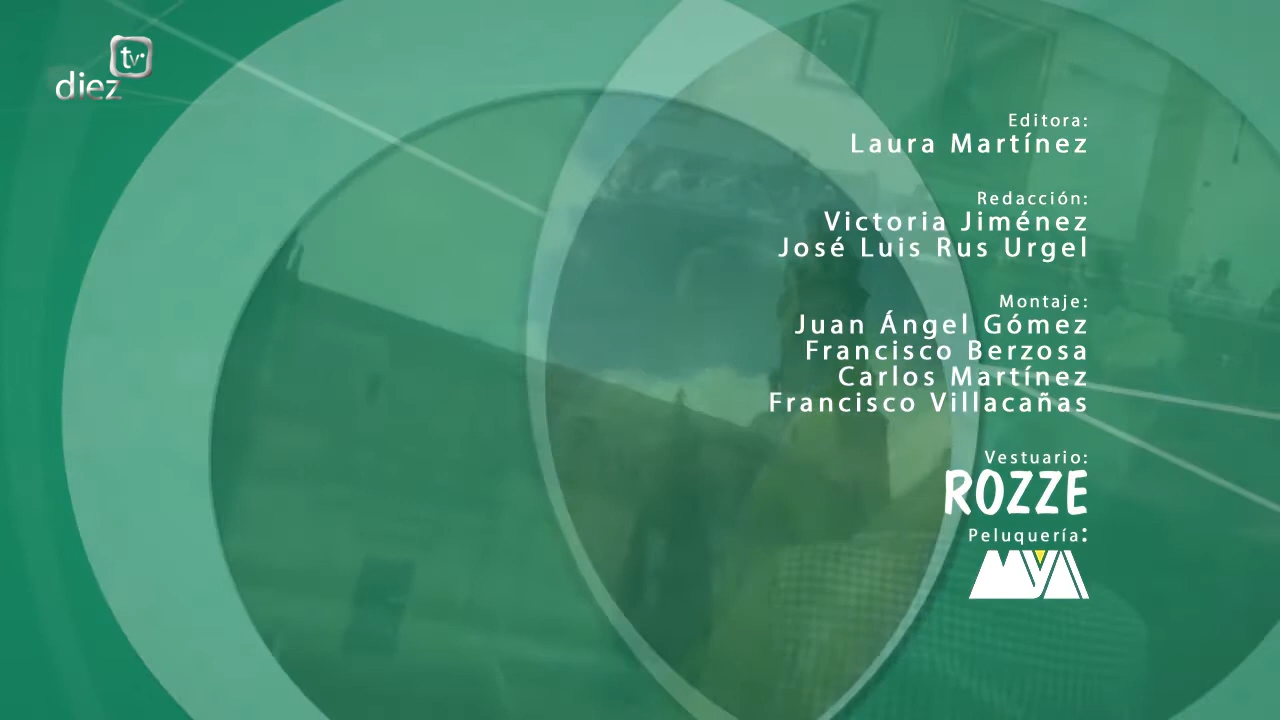 diez tv
Editora:
Laura Martínez
Redacción:
Victoria Jiménez
José Luis Rus Urgel
Montaje:
Juan Ángel Gómez
Francisco Berzosa
Carlos Martínez
Francisco Villacañas
Vestuario:
ROZZE
Peluquería:
MYA